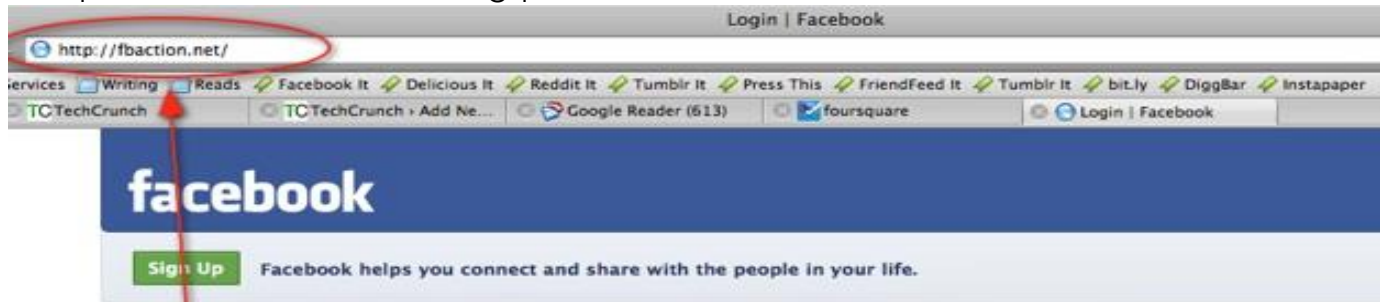 Login | Facebook
http://fbaction.net/
ervices Writing Reads Facebook It Delicious It Reddit It Tumblr It Press This FriendFeed It Tumblr It bit.ly DiggBar Instapaper
TC TechCrunch TC TechCrunch › Add Ne... Google Reader (613) foursquare Login | Facebook
facebook
Sign Up Facebook helps you connect and share with the people in your life.